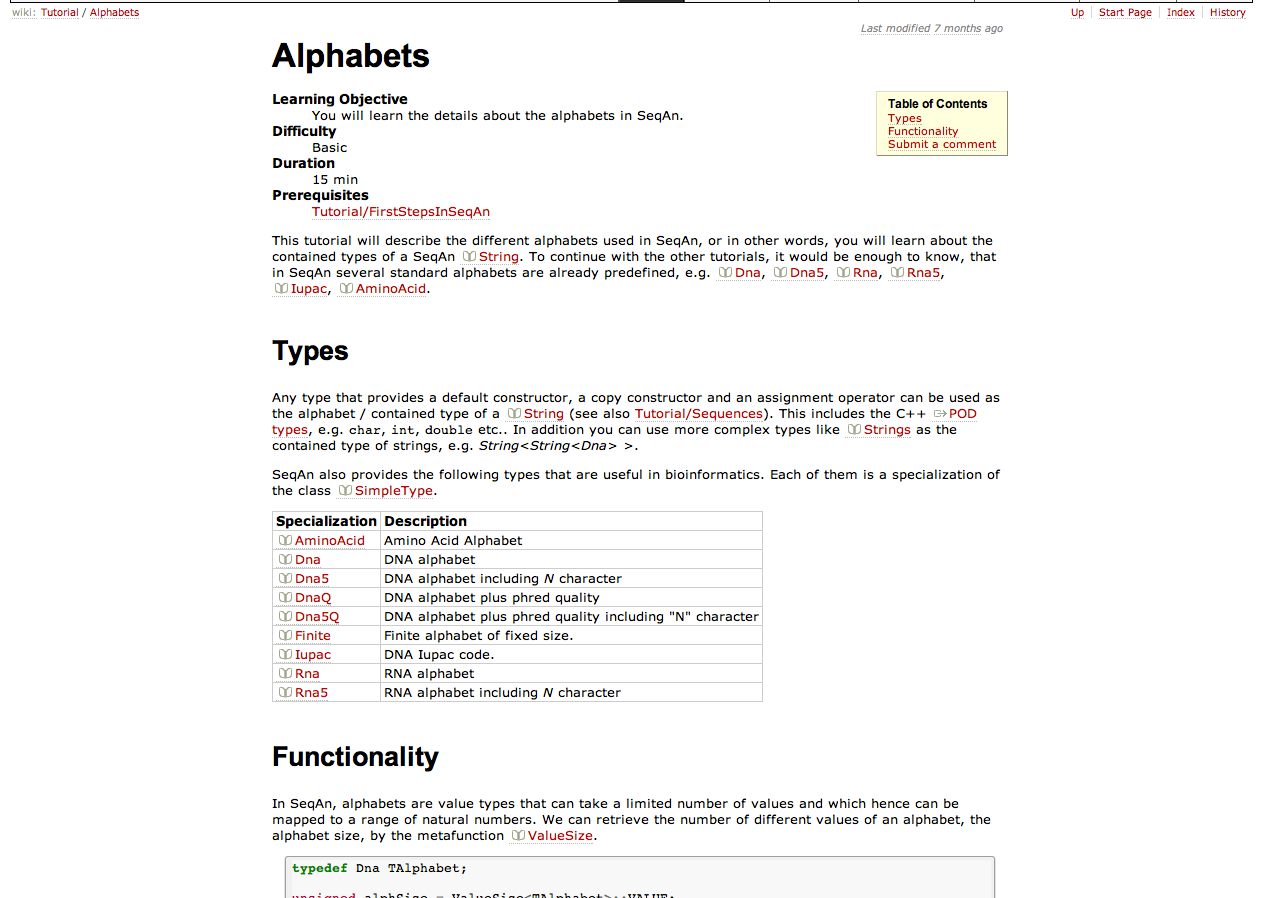 wiki: Tutorial / Alphabets
Up Start Page Index History
Last modified 7 months ago
Alphabets
Learning Objective
You will learn the details about the alphabets in SeqAn.
Difficulty
Basic
Duration
15 min
Prerequisites
Tutorial/FirstStepsInSeqAn
Table of Contents
Types
Functionality
Submit a comment
This tutorial will describe the different alphabets used in SeqAn, or in other words, you will learn about the
contained types of a SeqAn String. To continue with the other tutorials, it would be enough to know, that
in SeqAn several standard alphabets are already predefined, e.g. Dna, Dna5, Rna, Rna5,
Iupac, AminoAcid.
Types
Any type that provides a default constructor, a copy constructor and an assignment operator can be used as
the alphabet / contained type of a String (see also Tutorial/Sequences). This includes the C++ POD
types, e.g. char, int, double etc.. In addition you can use more complex types like Strings as the
contained type of strings, e.g. String<String<Dna> >.
SeqAn also provides the following types that are useful in bioinformatics. Each of them is a specialization of
the class SimpleType.
Specialization Description
AminoAcid Amino Acid Alphabet
Dna DNA alphabet
Dna5 DNA alphabet including N character
DnaQ DNA alphabet plus phred quality
Dna5Q DNA alphabet plus phred quality including "N" character
Finite Finite alphabet of fixed size.
Iupac DNA Iupac code.
Rna RNA alphabet
Rna5 RNA alphabet including N character
Functionality
In SeqAn, alphabets are value types that can take a limited number of values and which hence can be
mapped to a range of natural numbers. We can retrieve the number of different values of an alphabet, the
alphabet size, by the metafunction ValueSize.
typedef Dna TAlphabet;
unsigned alphSize = ValueSize<TAlphabet>::VALUE;